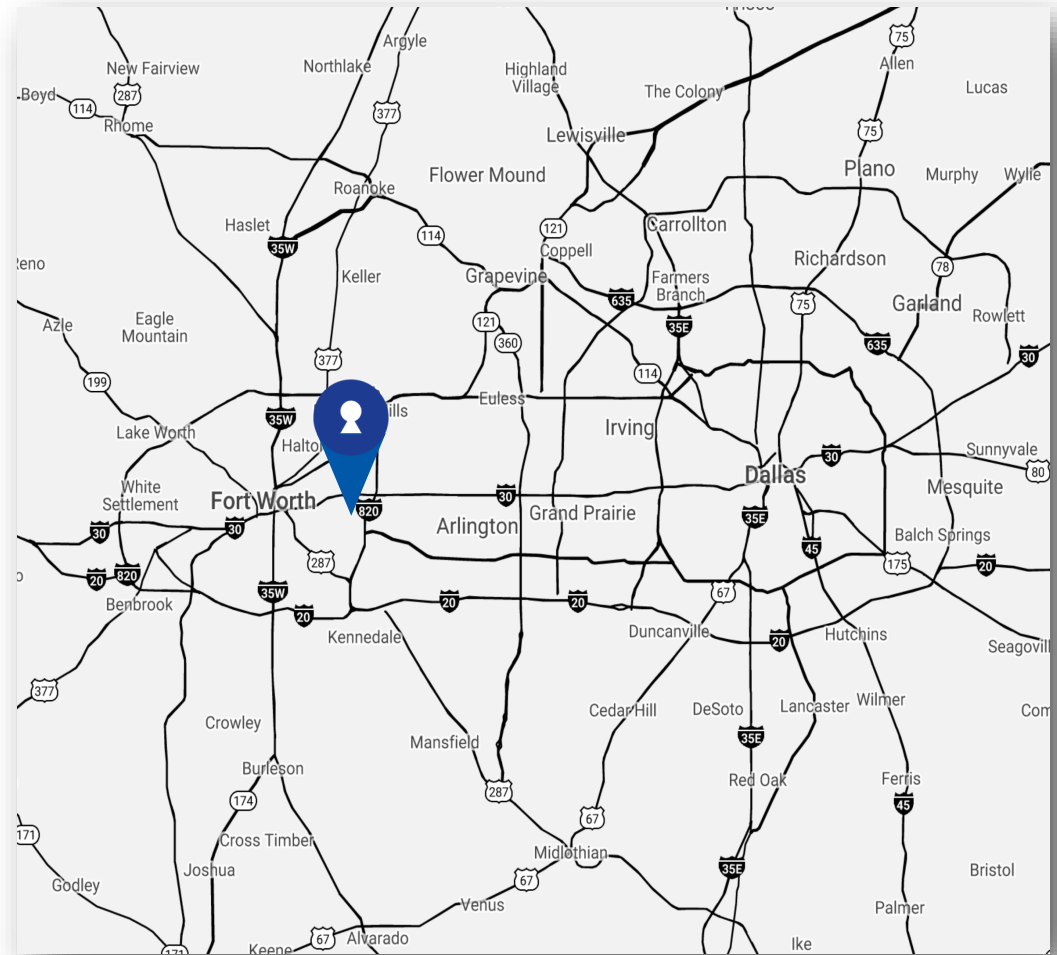 Argyle
75
New Fairview
Northlake
Allen
Highland
Village
287
Lucas
Boyd
The Colony
114
377
Rhome
75
Lewisville
Plano
Flower Mound
Murphy
Wylie
Roanoke
Haslet
Carrollton
121
114
35W
Coppell
Richardson
78
Grapevine
Keller
Farmers
Branch
635
75
Garland
Rowlett
Azle
Eagle
Mountain
121
35E
360
635
30
377
114
199
Euless
35W
Irving
Lake Worth
Sunnyvale
30
80
Dallas
White
Settlement
Fort Worth
30
Mesquite
820
Grand Prairie
35E
Arlington
30
30
Balch Springs
45
287
175
20
20
820
35W
67
Benbrook
20
20
20
Kennedale
Duncanville
20
Hutchins
377
Crowley
Cedar Hill
DeSoto
Lancaster
Wilmer
Mansfield
35E
Burleson
Red Oak
Ferris
287
174
45
67
171
Cross Timber
Midlothian
Joshua
35E
Bristol
Godley
67
Venus
Palmer
67
Alvarado
Keene
Ike
171